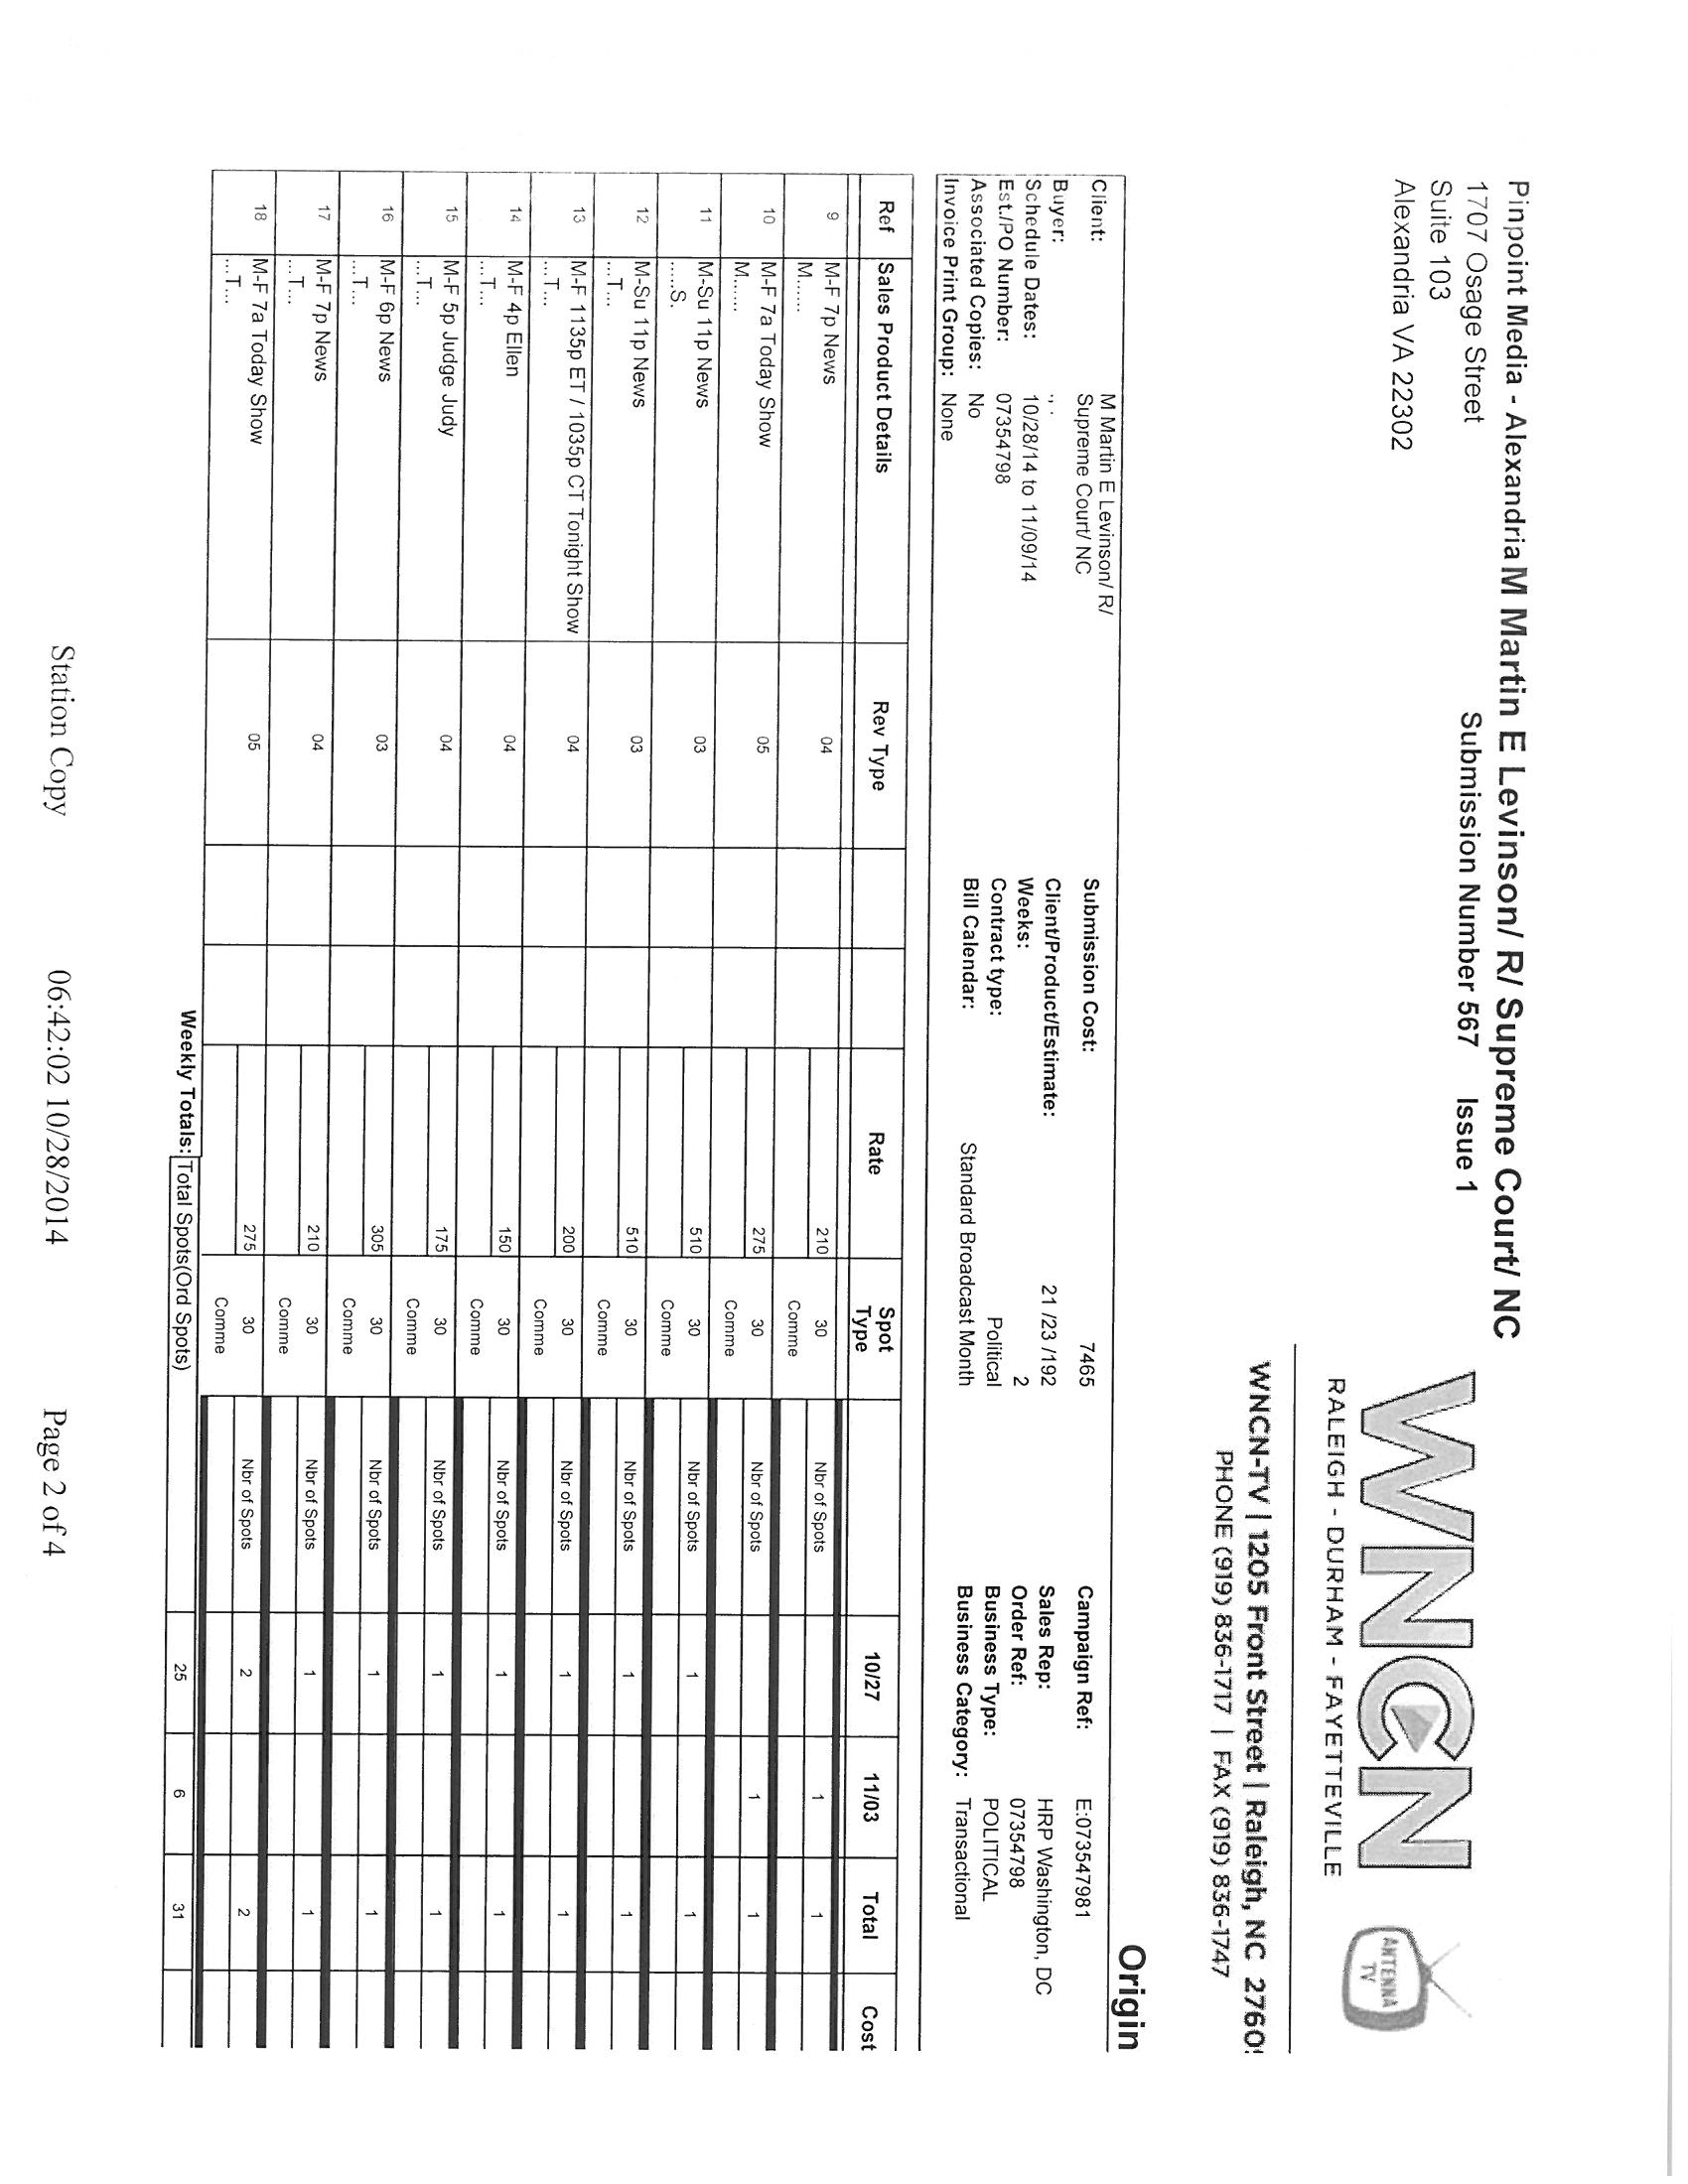 Pinpoint Media - Alexandria M Martin E Levinson/ R/ Supreme Court/ NC
1707 Osage Street
Suite 103
Alexandria VA 22302
Submission Number 567 Issue 1
WNCN
RALEIGH - DURHAM - FAYETTEVILLE
ANTENNA
TV
WNCN-TV | 1205 Front Street | Raleigh, NC 2760
PHONE (919) 836-1717 | FAX (919) 836-1747
Origin
Client: M Martin E Levinson/ R/
Supreme Court/ NC
Buyer: ., .
Schedule Dates: 10/28/14 to 11/09/14
Est./PO Number: 07354798
Associated Copies: No
Invoice Print Group: None
Submission Cost: 7465
Client/Product/Estimate: 21 /23 /192
Weeks: 2
Contract type: Political
Bill Calendar: Standard Broadcast Month
Campaign Ref: E:073547981
Sales Rep: HRP Washington, DC
Order Ref: 07354798
Business Type: POLITICAL
Business Category: Transactional
Ref Sales Product Details Rev Type Rate Spot Type 10/27 11/03 Total Cost
9 M-F 7p News 04 210 30 Nbr of Spots 1 1
M...... Comme
10 M-F 7a Today Show 05 275 30 Nbr of Spots 1 1
M...... Comme
11 M-Su 11p News 03 510 30 Nbr of Spots 1 1
.....S. Comme
12 M-Su 11p News 03 510 30 Nbr of Spots 1 1
...T... Comme
13 M-F 1135p ET / 1035p CT Tonight Show 04 200 30 Nbr of Spots 1 1
...T... Comme
14 M-F 4p Ellen 04 150 30 Nbr of Spots 1 1
...T... Comme
15 M-F 5p Judge Judy 04 175 30 Nbr of Spots 1 1
...T... Comme
16 M-F 6p News 03 305 30 Nbr of Spots 1 1
...T... Comme
17 M-F 7p News 04 210 30 Nbr of Spots 1 1
...T... Comme
18 M-F 7a Today Show 05 275 30 Nbr of Spots 2 2
...T... Comme
Weekly Totals: Total Spots(Ord Spots) 25 6 31
Station Copy 06:42:02 10/28/2014 Page 2 of 4